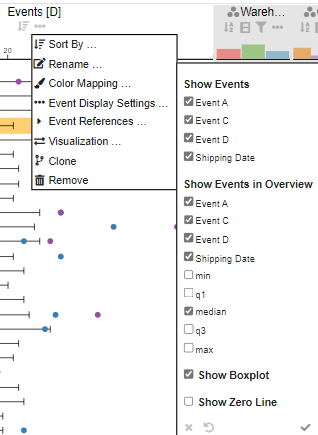 Events [D]
Wareh...
20
Sort By ...
Rename ...
Color Mapping ...
Event Display Settings ...
Event References ...
Visualization ...
Clone
Remove
Show Events
Event A
Event C
Event D
Shipping Date
Show Events in Overview
Event A
Event C
Event D
Shipping Date
min
q1
median
q3
max
Show Boxplot
Show Zero Line